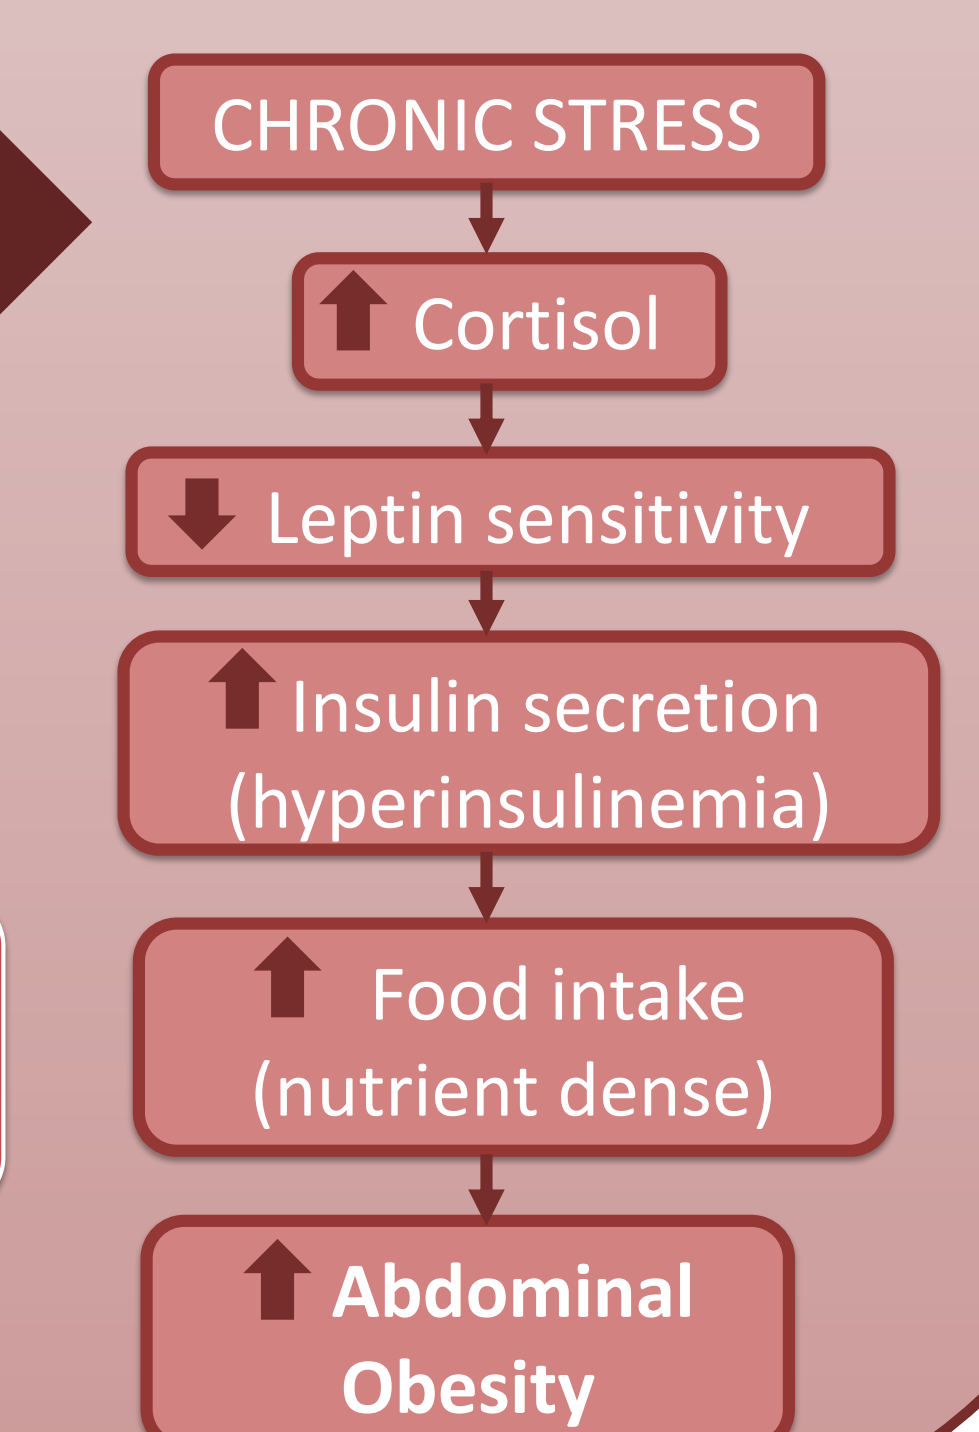 CHRONIC STRESS
Cortisol
Leptin sensitivity
Insulin secretion
(hyperinsulinemia)
Food intake
(nutrient dense)
Abdominal
Obesity